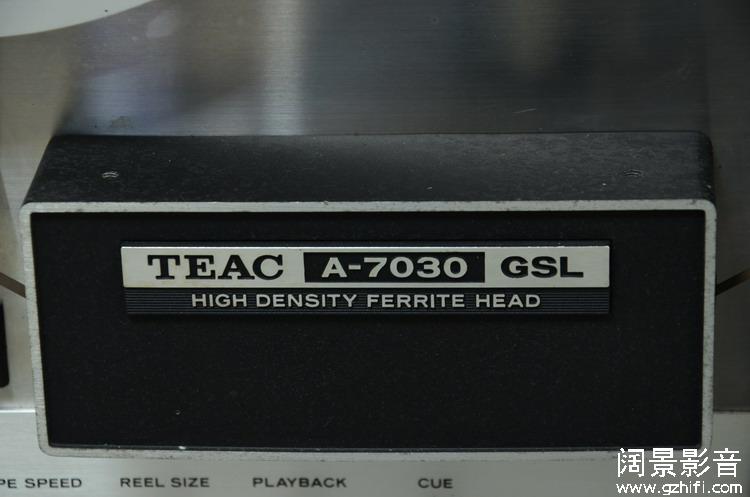 TEAC A-7030 GSL
HIGH DENSITY FERRITE HEAD
PE SPEED REEL SIZE PLAYBACK CUE
阔景影音
www.gzhifi.com